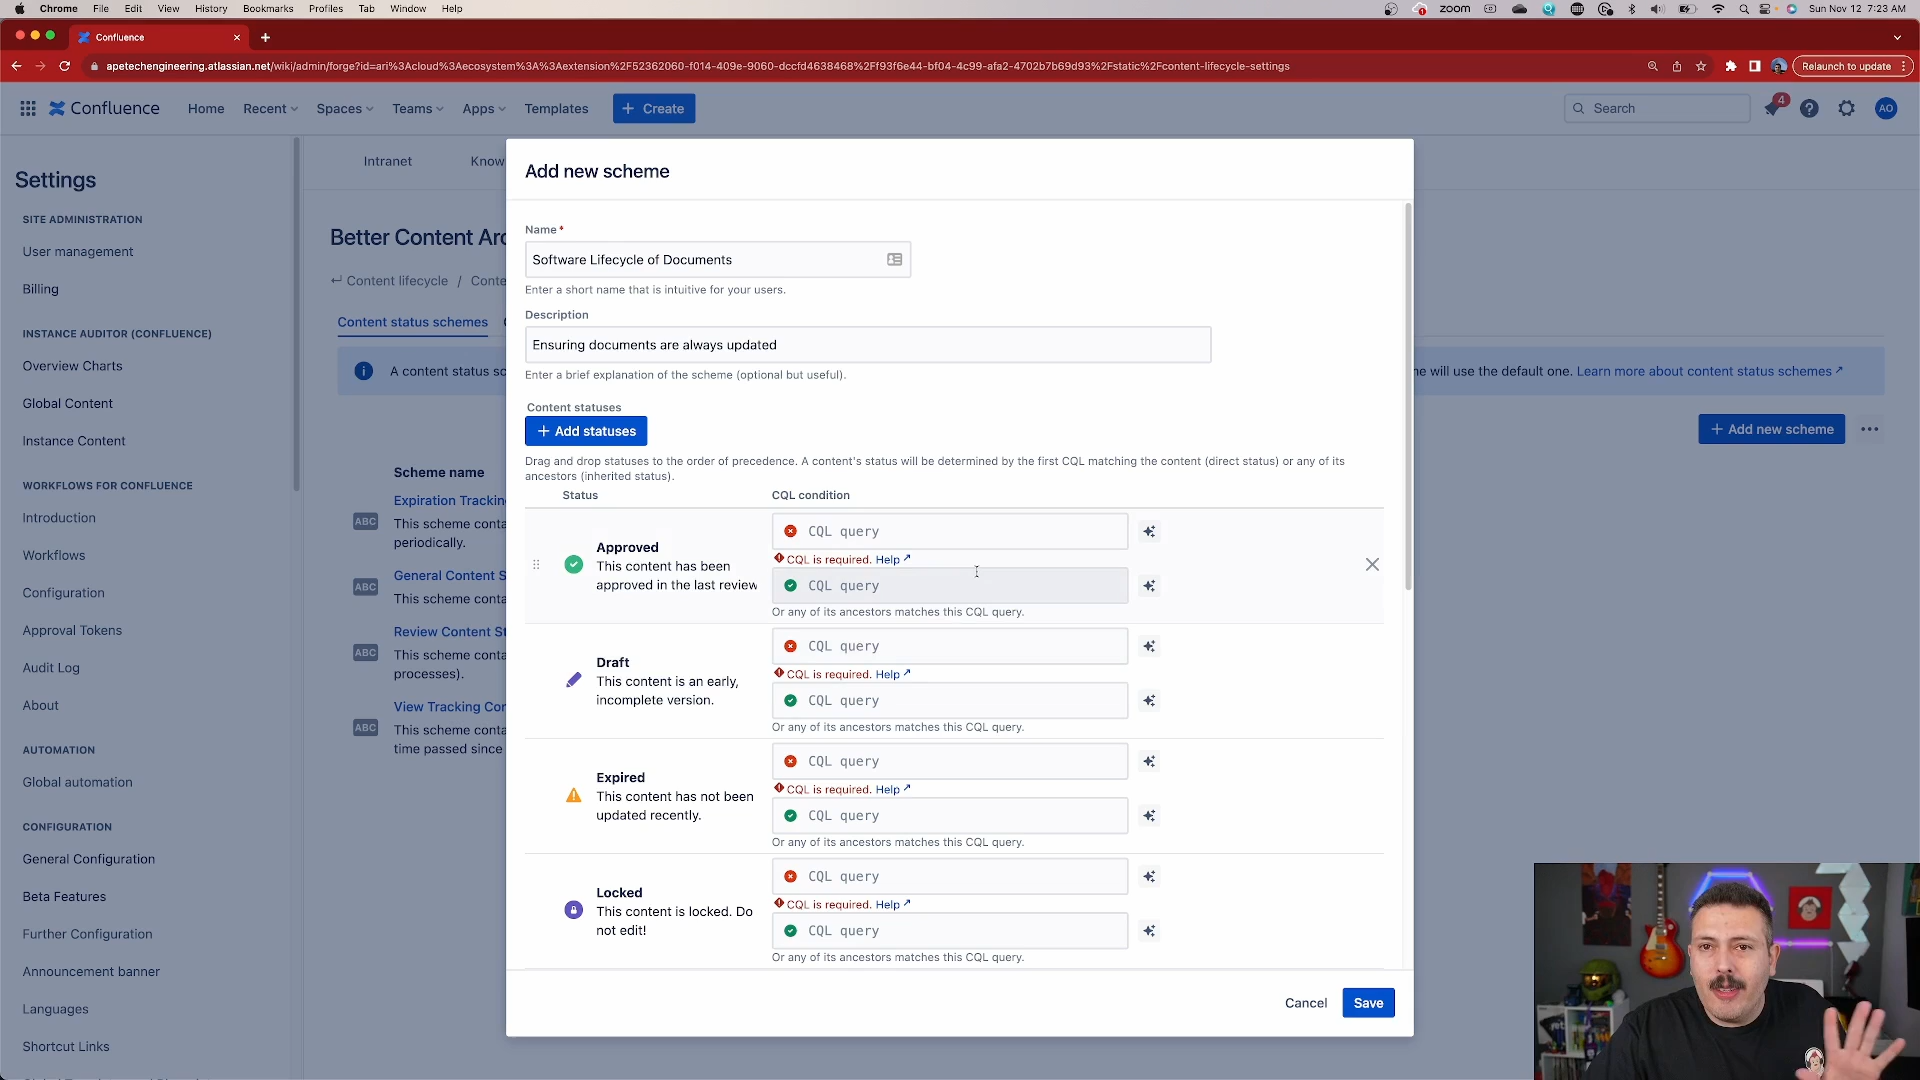 Chrome File Edit View History Bookmarks Profiles Tab Window Help
zoom
Sun Nov 12 7:23 AM
Confluence
apetechengineering.atlassian.net/wiki/admin/forge?id=ari%3Acloud%3Aecosystem%3A%3Aextension%2F52362060-f014-409e-9060-dccfd4638468%2Ff93f6e44-bf04-4c99-afa2-4702b7b69d93%2Fstatic%2Fcontent-lifecycle-settings
Relaunch to update
Confluence Home Recent Spaces Teams Apps Templates + Create
Search
4
AO
Settings
SITE ADMINISTRATION
User management
Billing
INSTANCE AUDITOR (CONFLUENCE)
Overview Charts
Global Content
Instance Content
WORKFLOWS FOR CONFLUENCE
Introduction
Workflows
Configuration
Approval Tokens
Audit Log
About
AUTOMATION
Global automation
CONFIGURATION
General Configuration
Beta Features
Further Configuration
Announcement banner
Languages
Shortcut Links
Intranet Know
Better Content Arc
Content lifecycle / Conte
Content status schemes
A content status sc
ne will use the default one. Learn more about content status schemes
+ Add new scheme
Scheme name
ABC
Expiration Trackin
This scheme conta
periodically.
ABC
General Content S
This scheme conta
ABC
Review Content St
This scheme conta
processes).
ABC
View Tracking Con
This scheme conta
time passed since
Add new scheme
Name *
Software Lifecycle of Documents
Enter a short name that is intuitive for your users.
Description
Ensuring documents are always updated
Enter a brief explanation of the scheme (optional but useful).
Content statuses
+ Add statuses
Drag and drop statuses to the order of precedence. A content's status will be determined by the first CQL matching the content (direct status) or any of its
ancestors (inherited status).
Status CQL condition
Approved
This content has been
approved in the last review
CQL query
CQL is required. Help
CQL query
Or any of its ancestors matches this CQL query.
Draft
This content is an early,
incomplete version.
CQL query
CQL is required. Help
CQL query
Or any of its ancestors matches this CQL query.
Expired
This content has not been
updated recently.
CQL query
CQL is required. Help
CQL query
Or any of its ancestors matches this CQL query.
Locked
This content is locked. Do
not edit!
CQL query
CQL is required. Help
CQL query
Or any of its ancestors matches this CQL query.
Cancel Save